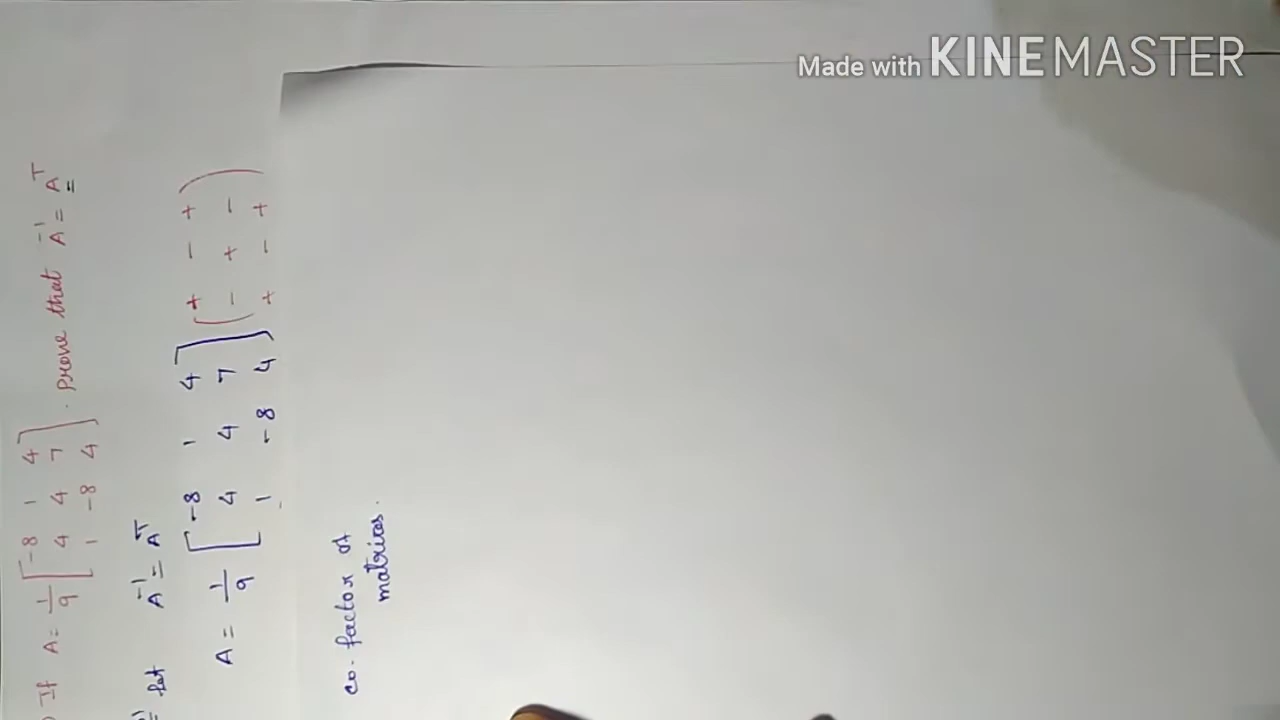 Made with KINEMASTER
) If A = 1/9 [ -8 1 4
4 4 7
1 -8 4 ] . prove that A⁻¹ = Aᵀ
let A⁻¹ = Aᵀ
A = 1/9 [ -8 1 4
4 4 7
1 -8 4 ] ( + - +
- + -
+ - + )
co-factor of
matrices.